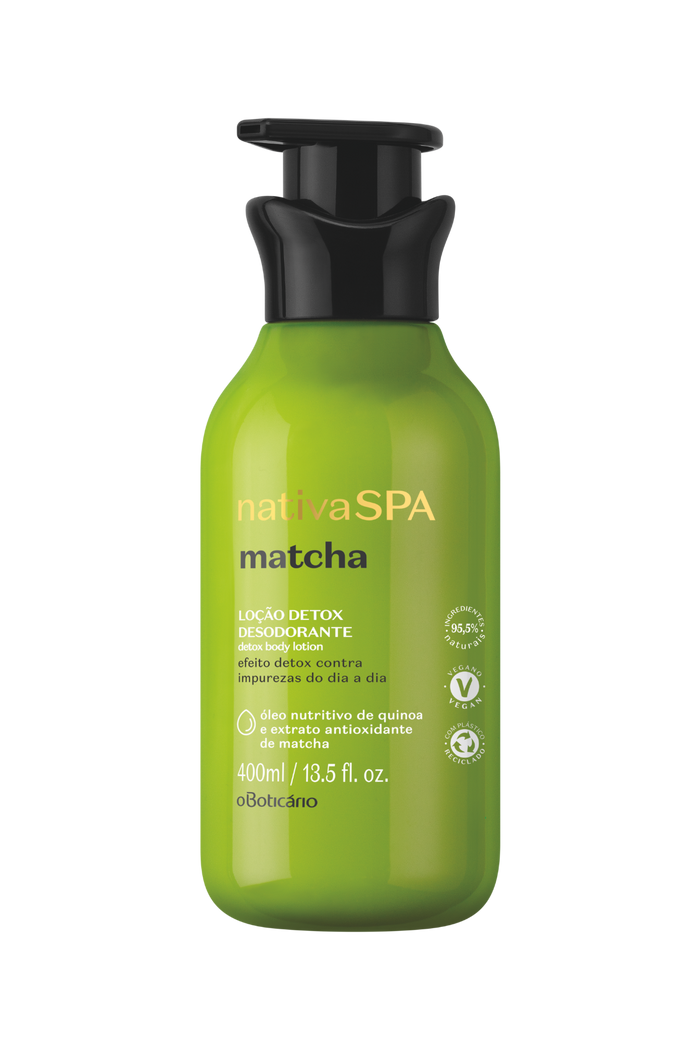 nativaSPA
matcha
LOÇÃO DETOX
DESODORANTE
detox body lotion
efeito detox contra
impurezas do dia a dia
óleo nutritivo de quinoa
e extrato antioxidante
de matcha
400ml / 13.5 fl. oz.
oBoticário
INGREDIENTES
95,5%
naturais
VEGANO
V
VEGAN
COM PLÁSTICO
RECICLADO